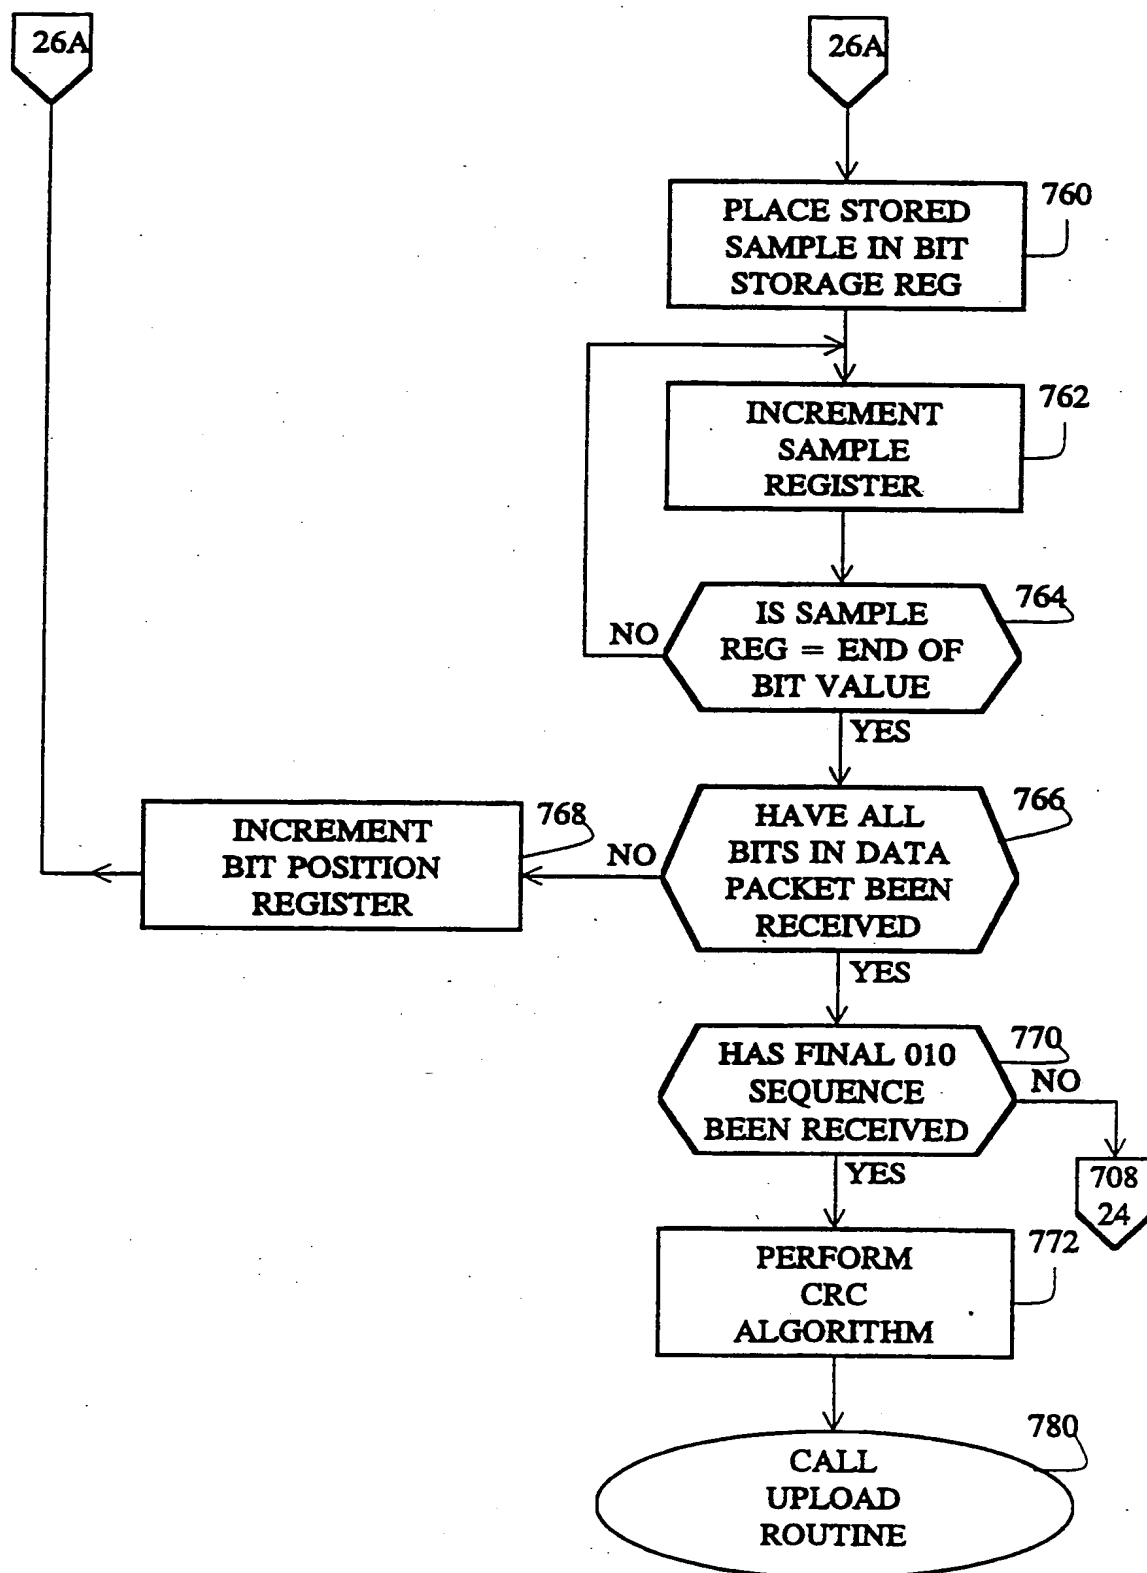 26A
26A
760
PLACE STORED
SAMPLE IN BIT
STORAGE REG
762
INCREMENT
SAMPLE
REGISTER
764
IS SAMPLE
REG = END OF
BIT VALUE
NO
YES
766
HAVE ALL
BITS IN DATA
PACKET BEEN
RECEIVED
NO
768
INCREMENT
BIT POSITION
REGISTER
YES
770
HAS FINAL 010
SEQUENCE
BEEN RECEIVED
NO
708
24
YES
772
PERFORM
CRC
ALGORITHM
780
CALL
UPLOAD
ROUTINE